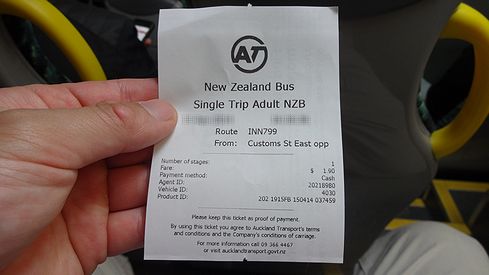 AT
New Zealand Bus
Single Trip Adult NZB
Route INN799
From: Customs St East opp
Number of stages: 1
Fare: $ 1.90
Payment method: Cash
Agent ID: 20218980
Vehicle ID: 4030
Product ID: 202 1915FB 150414 037459
Please keep this ticket as proof of payment.
By using this ticket you agree to Auckland Transport's terms
and conditions and the Company's conditions of carriage.
For more information call 09 366 4467
or visit aucklandtransport.govt.nz